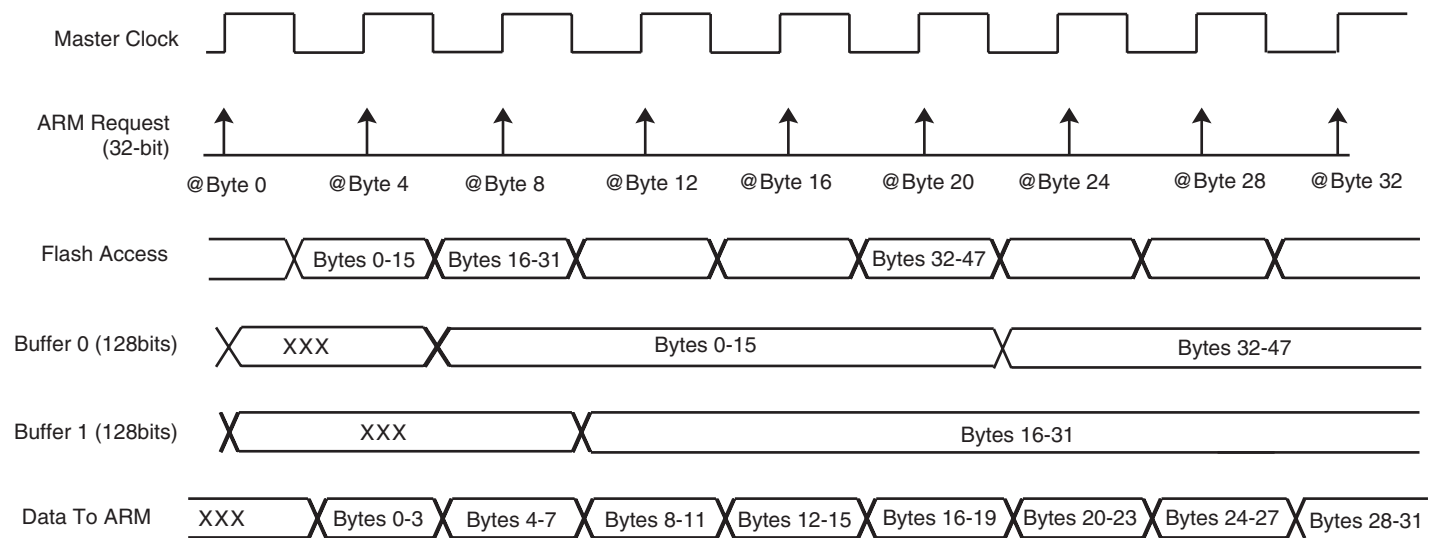 Master Clock
ARM Request
(32-bit)
@Byte 0 @Byte 4 @Byte 8 @Byte 12 @Byte 16 @Byte 20 @Byte 24 @Byte 28 @Byte 32
Flash Access Bytes 0-15 Bytes 16-31 Bytes 32-47
Buffer 0 (128bits) XXX Bytes 0-15 Bytes 32-47
Buffer 1 (128bits) XXX Bytes 16-31
Data To ARM XXX Bytes 0-3 Bytes 4-7 Bytes 8-11 Bytes 12-15 Bytes 16-19 Bytes 20-23 Bytes 24-27 Bytes 28-31